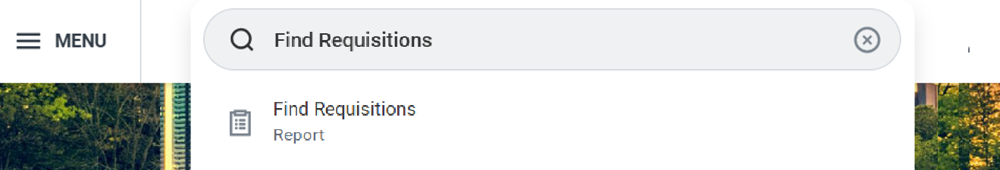 MENU
Find Requisitions
Find Requisitions
Report